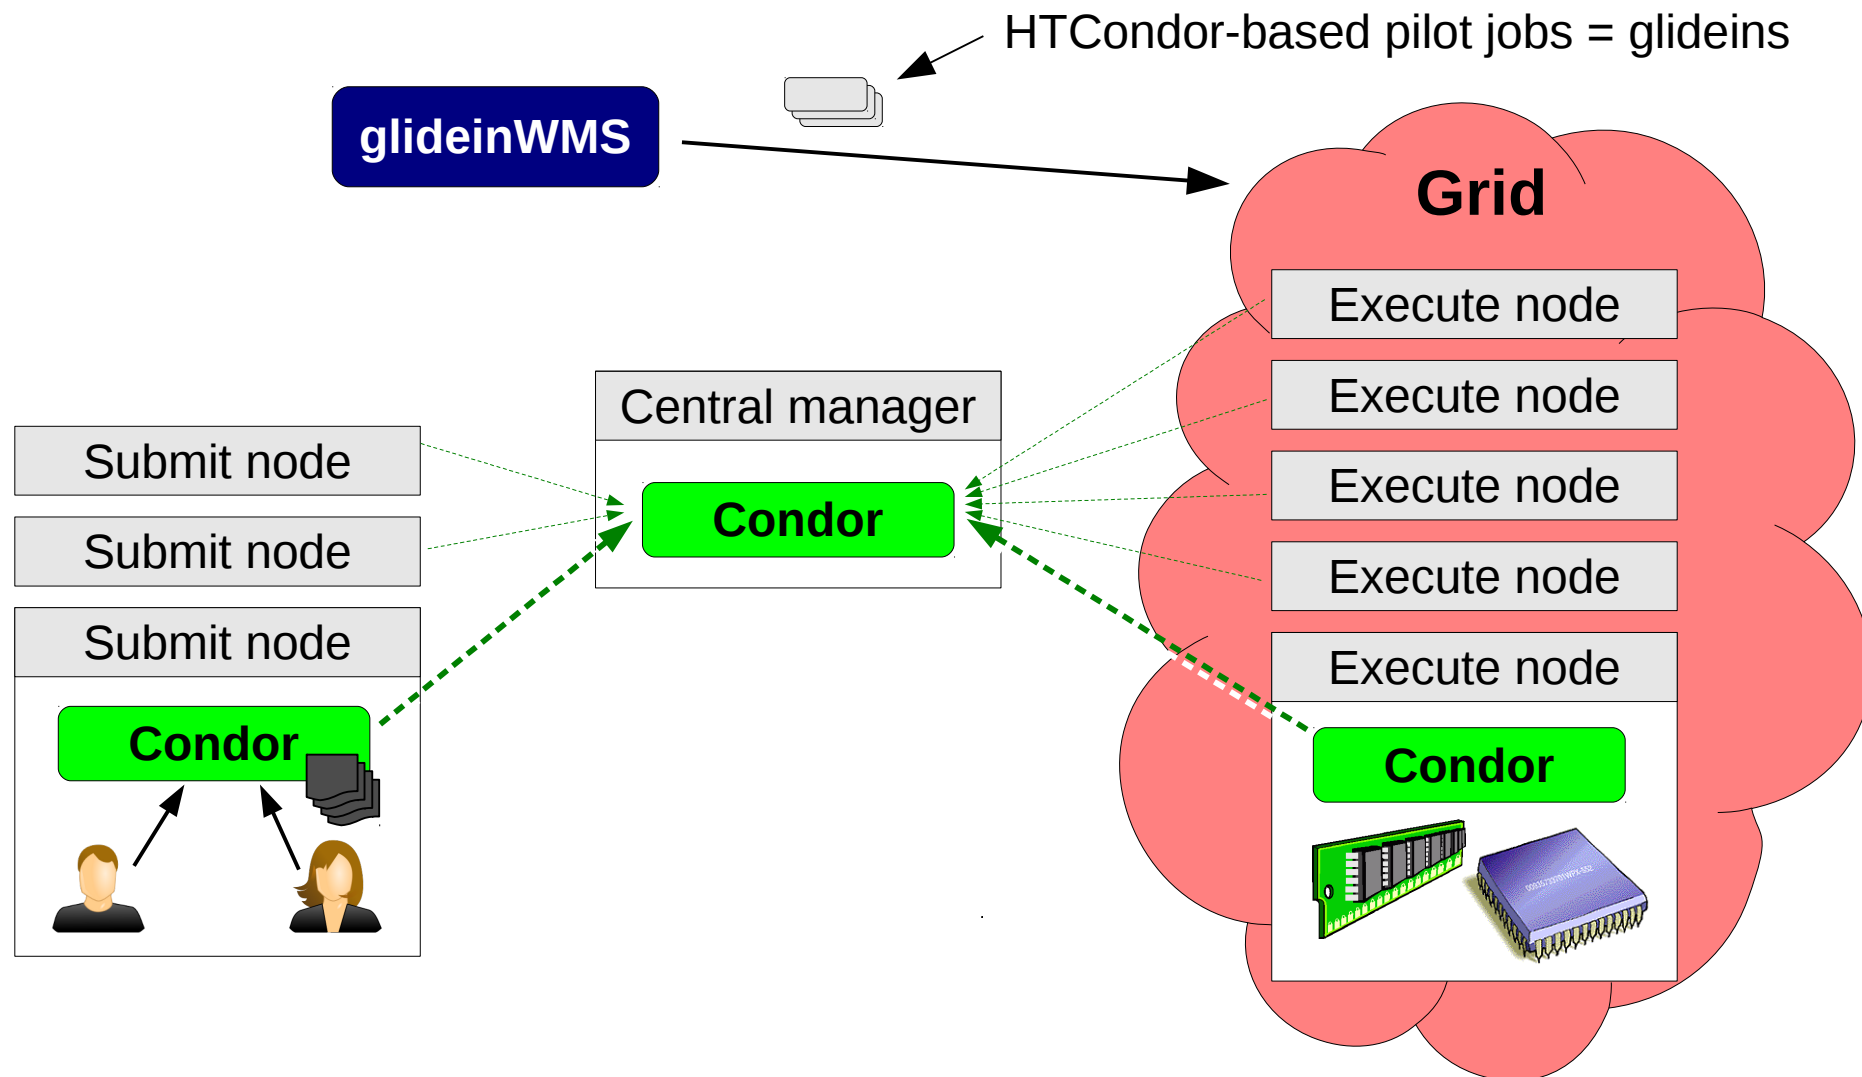 HTCondor-based pilot jobs = glideins
glideinWMS
Grid
Execute node
Execute node
Execute node
Execute node
Execute node
Condor
Central manager
Condor
Submit node
Submit node
Submit node
Condor